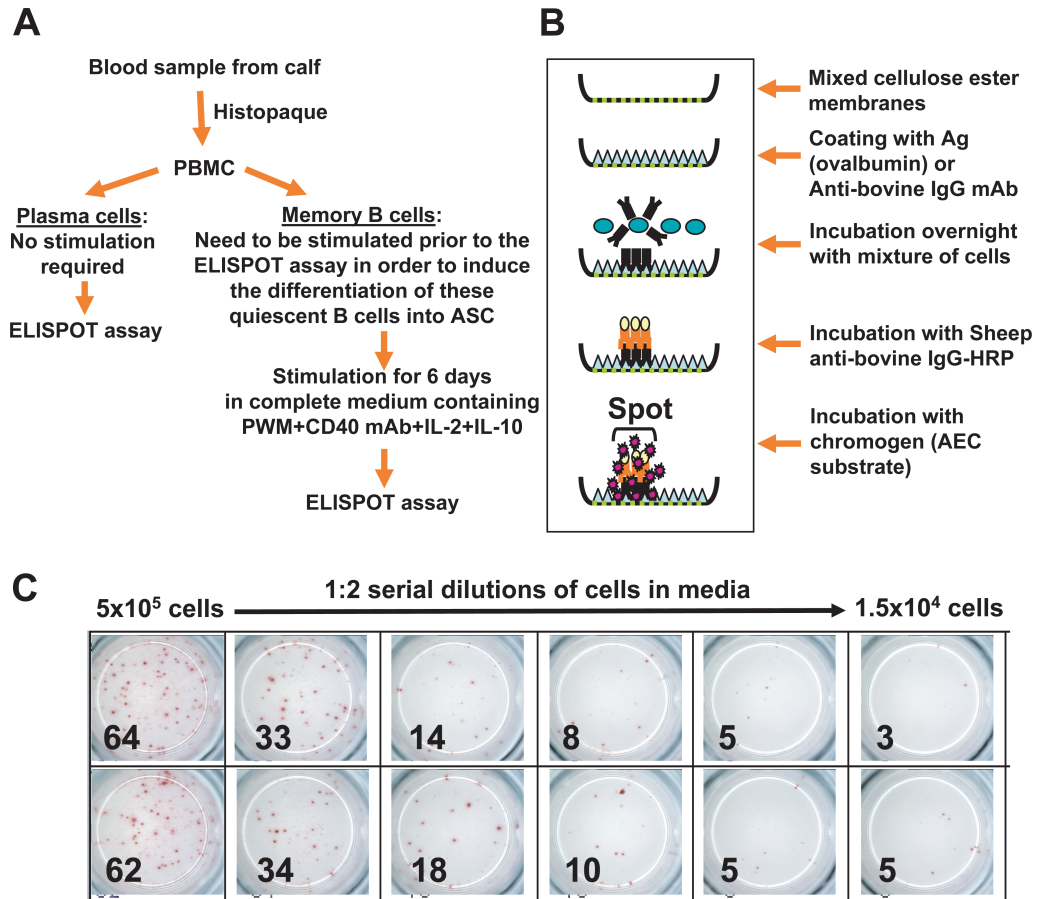 A
Blood sample from calf
Histopaque
PBMC
Plasma cells:
No stimulation
required
ELISPOT assay
Memory B cells:
Need to be stimulated prior to the
ELISPOT assay in order to induce
the differentiation of these
quiescent B cells into ASC
Stimulation for 6 days
in complete medium containing
PWM+CD40 mAb+IL-2+IL-10
ELISPOT assay
B
Mixed cellulose ester
membranes
Coating with Ag
(ovalbumin) or
Anti-bovine IgG mAb
Incubation overnight
with mixture of cells
Incubation with Sheep
anti-bovine IgG-HRP
Spot
Incubation with
chromogen (AEC
substrate)
C
1:2 serial dilutions of cells in media
5x10⁵ cells
1.5x10⁴ cells
64 33 14 8 5 3
62 34 18 10 5 5